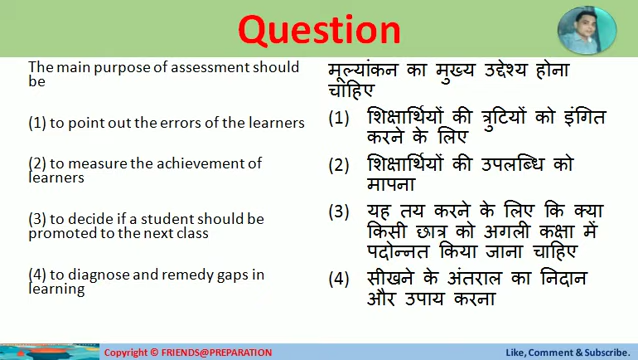 Question
The main purpose of assessment should
be
(1) to point out the errors of the learners
(2) to measure the achievement of
learners
(3) to decide if a student should be
promoted to the next class
(4) to diagnose and remedy gaps in
learning
मूल्यांकन का मुख्य उद्देश्य होना
चाहिए
(1) शिक्षार्थियों की त्रुटियों को इंगित
करने के लिए
(2) शिक्षार्थियों की उपलब्धि को
मापना
(3) यह तय करने के लिए कि क्या
किसी छात्र को अगली कक्षा में
पदोन्नत किया जाना चाहिए
(4) सीखने के अंतराल का निदान
और उपाय करना
Copyright © FRIENDS@PREPARATION
Like, Comment & Subscribe.